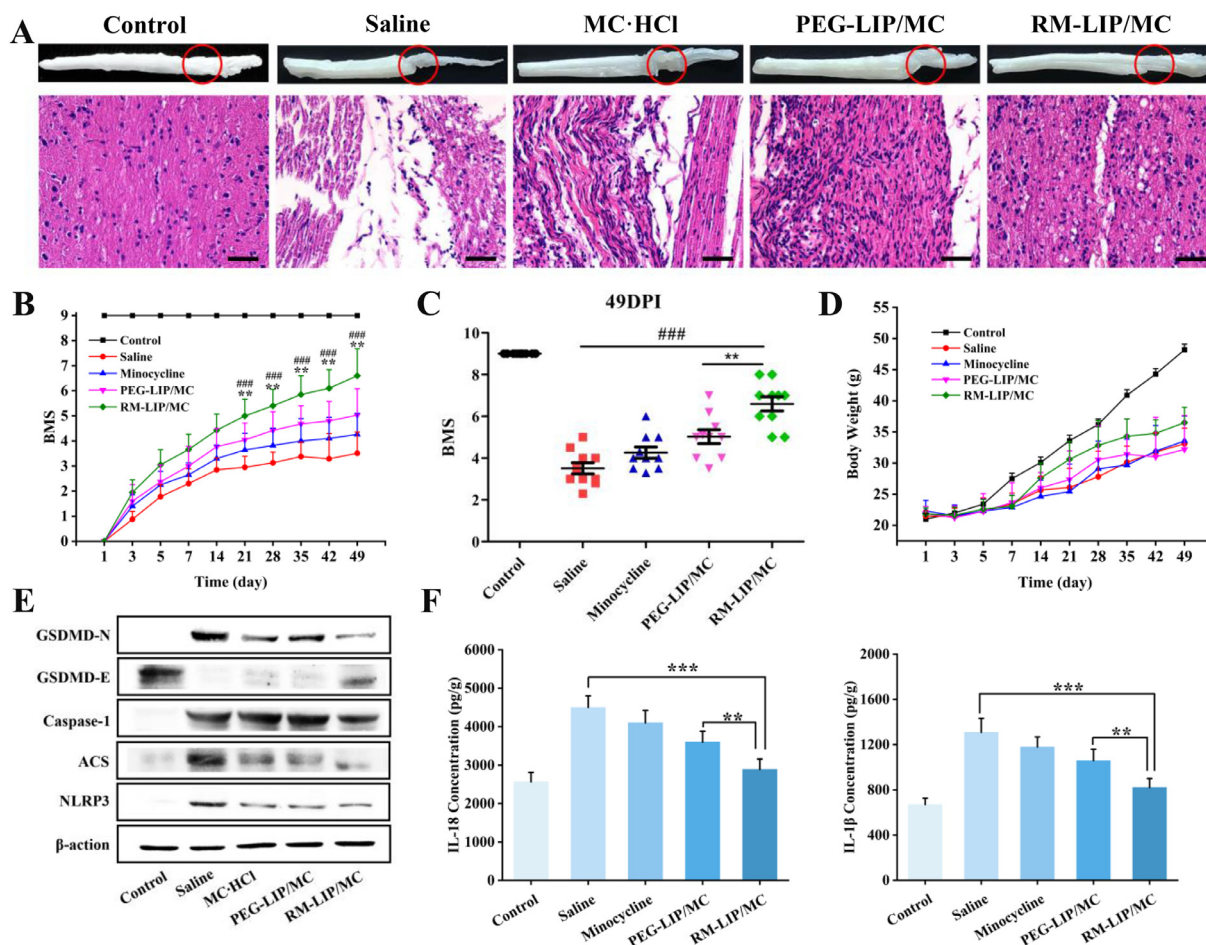 A
Control
Saline
MC·HCl
PEG-LIP/MC
RM-LIP/MC
B
9
8
7
6
5
4
3
2
1
0
BMS
Control
Saline
Minocycline
PEG-LIP/MC
RM-LIP/MC
### ### ### ### ###
** ** ** ** **
1 3 5 7 14 21 28 35 42 49
Time (day)
C
49DPI
###
**
10
8
6
4
2
0
BMS
Control
Saline
Minocycline
PEG-LIP/MC
RM-LIP/MC
D
55
50
45
40
35
30
25
20
Body Weight (g)
Control
Saline
Minocycline
PEG-LIP/MC
RM-LIP/MC
1 3 5 7 14 21 28 35 42 49
Time (day)
E
GSDMD-N
GSDMD-E
Caspase-1
ACS
NLRP3
β-action
Control
Saline
MC·HCl
PEG-LIP/MC
RM-LIP/MC
F
6000
5000
4000
3000
2000
1000
0
IL-18 Concentration (pg/g)
***
**
Control
Saline
Minocycline
PEG-LIP/MC
RM-LIP/MC
1600
1200
800
400
0
IL-1β Concentration (pg/g)
***
**
Control
Saline
Minocycline
PEG-LIP/MC
RM-LIP/MC